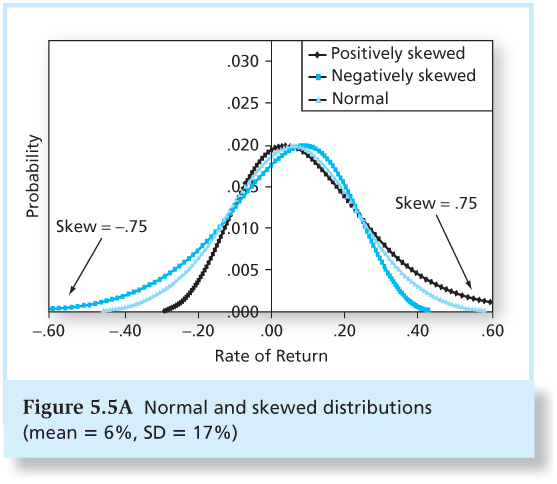 Positively skewed
Negatively skewed
Normal
.030
.025
.020
.015
.010
.005
.000
Probability
Skew = –.75
Skew = .75
–.60 –.40 –.20 .00 .20 .40 .60
Rate of Return
Figure 5.5A Normal and skewed distributions
(mean = 6%, SD = 17%)